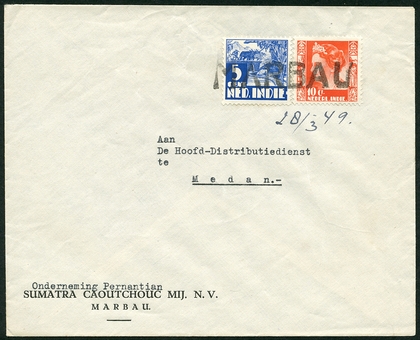 MARBAU
5
NED. INDIE
10 c
NEDERL. INDIE
28/3 49.
Aan
De Hoofd-Distributiedienst
te
Medan.-
Onderneming Pernantian
SUMATRA CAOUTCHOUC MIJ. N.V.
MARBAU.